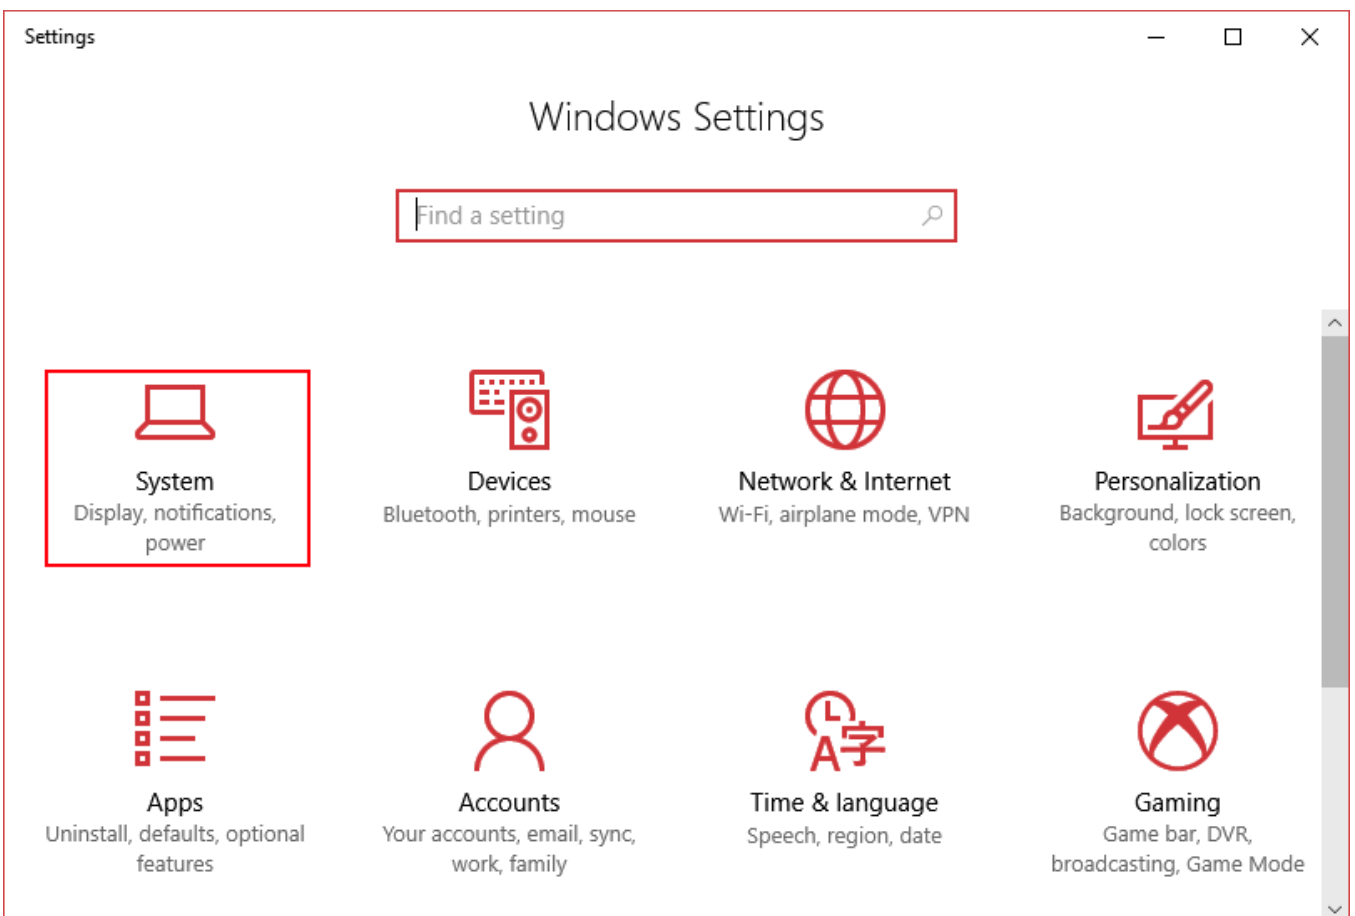 Settings
Windows Settings
Find a setting
System
Display, notifications,
power
Devices
Bluetooth, printers, mouse
Network & Internet
Wi-Fi, airplane mode, VPN
Personalization
Background, lock screen,
colors
Apps
Uninstall, defaults, optional
features
Accounts
Your accounts, email, sync,
work, family
A字
Time & language
Speech, region, date
Gaming
Game bar, DVR,
broadcasting, Game Mode